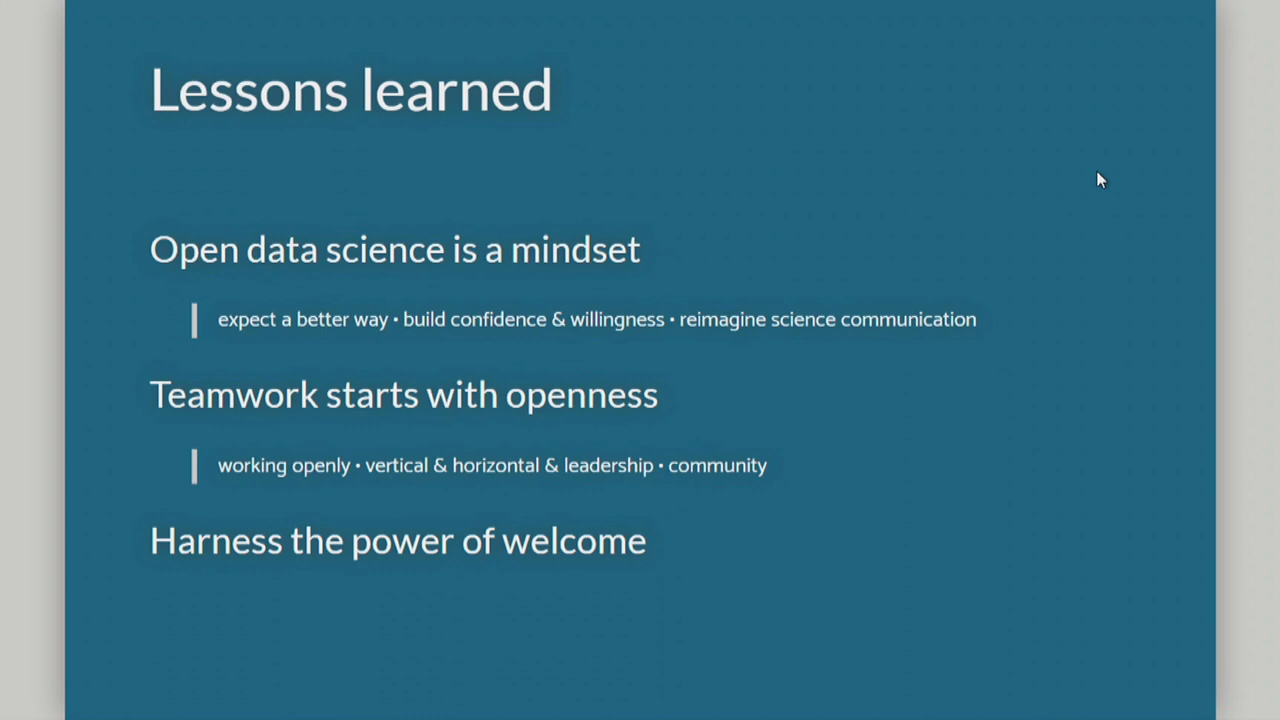 Lessons learned
Open data science is a mindset
expect a better way • build confidence & willingness • reimagine science communication
Teamwork starts with openness
working openly • vertical & horizontal & leadership • community
Harness the power of welcome